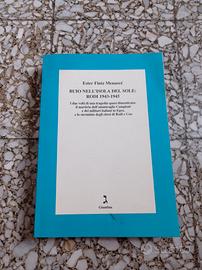 Ester Fintz Menascé
BUIO NELL'ISOLA DEL SOLE:
RODI 1943-1945
I due volti di una tragedia quasi dimenticata:
il martirio dell'ammiraglio Campioni
e dei militari italiani in Egeo,
e lo sterminio degli ebrei di Rodi e Coo
Giuntina